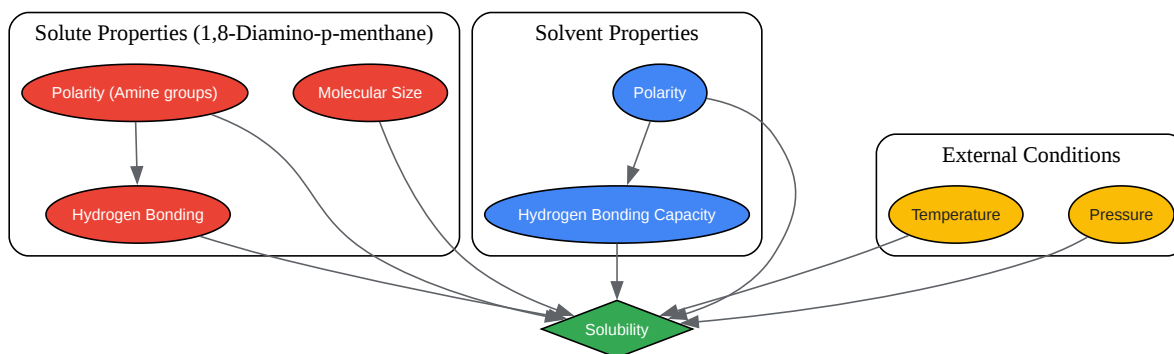 Solute Properties (1,8-Diamino-p-menthane)
Polarity (Amine groups)
Molecular Size
Hydrogen Bonding
Solvent Properties
Polarity
Hydrogen Bonding Capacity
External Conditions
Temperature
Pressure
Solubility